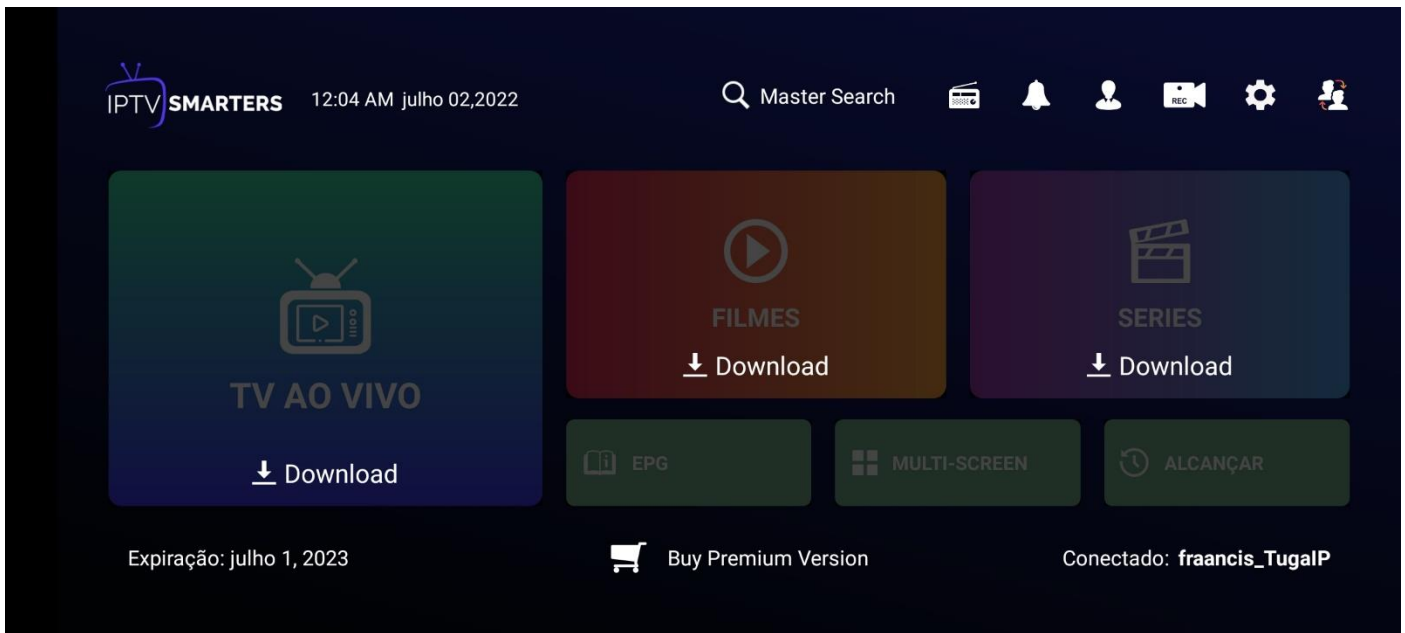 IPTV SMARTERS 12:04 AM julho 02,2022 Master Search
REC
TV AO VIVO
Download
FILMES
Download
SERIES
Download
EPG
MULTI-SCREEN
ALCANÇAR
Expiração: julho 1, 2023 Buy Premium Version Conectado: fraancis_TugaIP